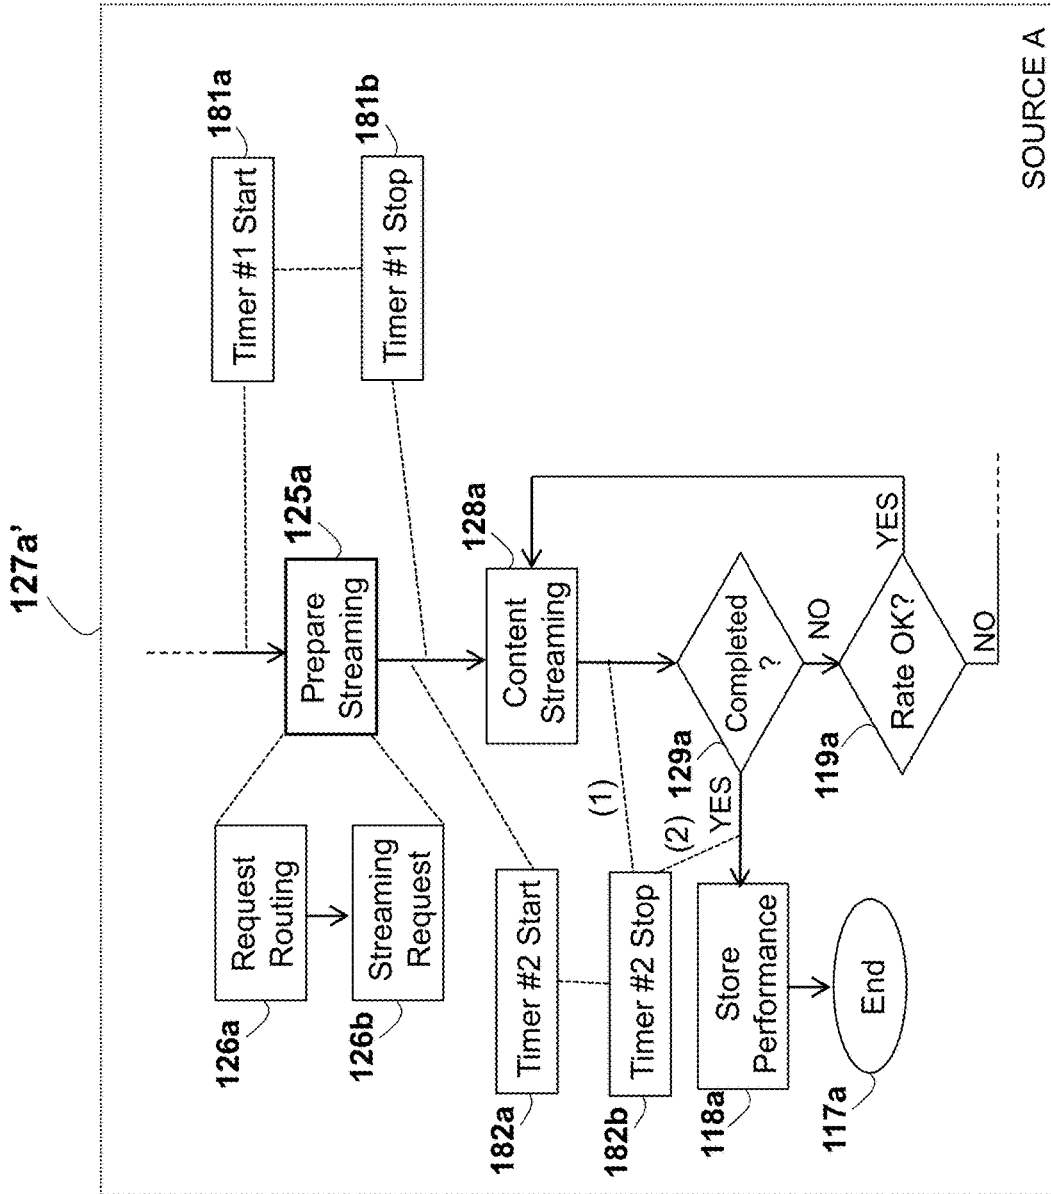 127a'
181a
Timer #1 Start
181b
Timer #1 Stop
125a
Prepare
Streaming
126a
Request
Routing
126b
Streaming
Request
128a
Content
Streaming
182a
Timer #2 Start
182b
Timer #2 Stop
(1)
(2)
129a
Completed
?
YES
NO
119a
Rate OK?
YES
NO
118a
Store
Performance
117a
End
SOURCE A